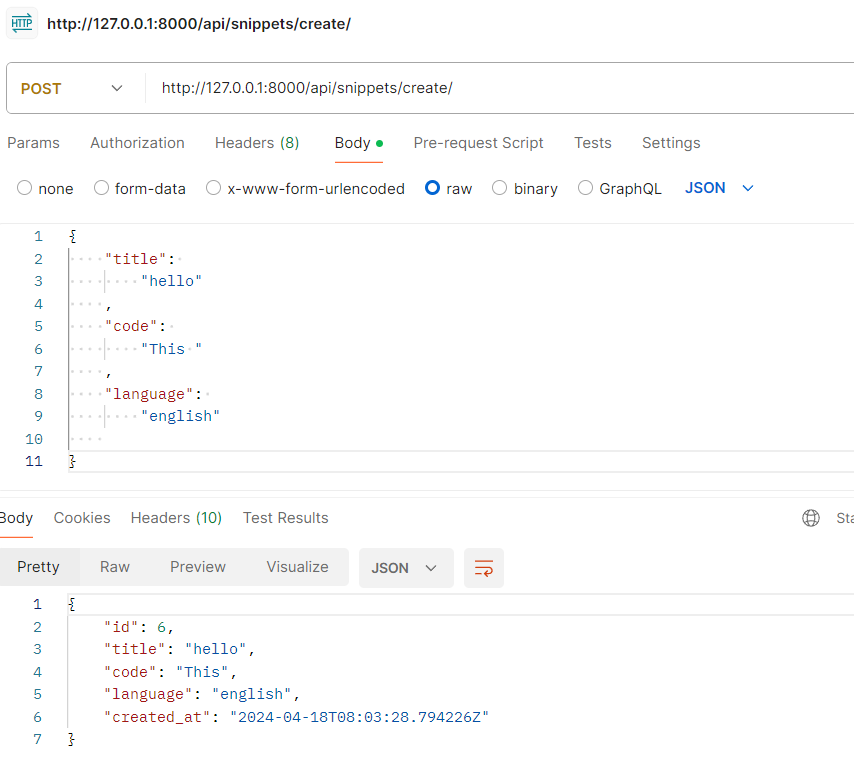 HTTP http://127.0.0.1:8000/api/snippets/create/
POST http://127.0.0.1:8000/api/snippets/create/
Params Authorization Headers (8) Body Pre-request Script Tests Settings
none form-data x-www-form-urlencoded raw binary GraphQL JSON
1 {
2 "title":
3 "hello"
4 ,
5 "code":
6 "This "
7 ,
8 "language":
9 "english"
10
11 }
Body Cookies Headers (10) Test Results Sta
Pretty Raw Preview Visualize JSON
1 {
2 "id": 6,
3 "title": "hello",
4 "code": "This",
5 "language": "english",
6 "created_at": "2024-04-18T08:03:28.794226Z"
7 }